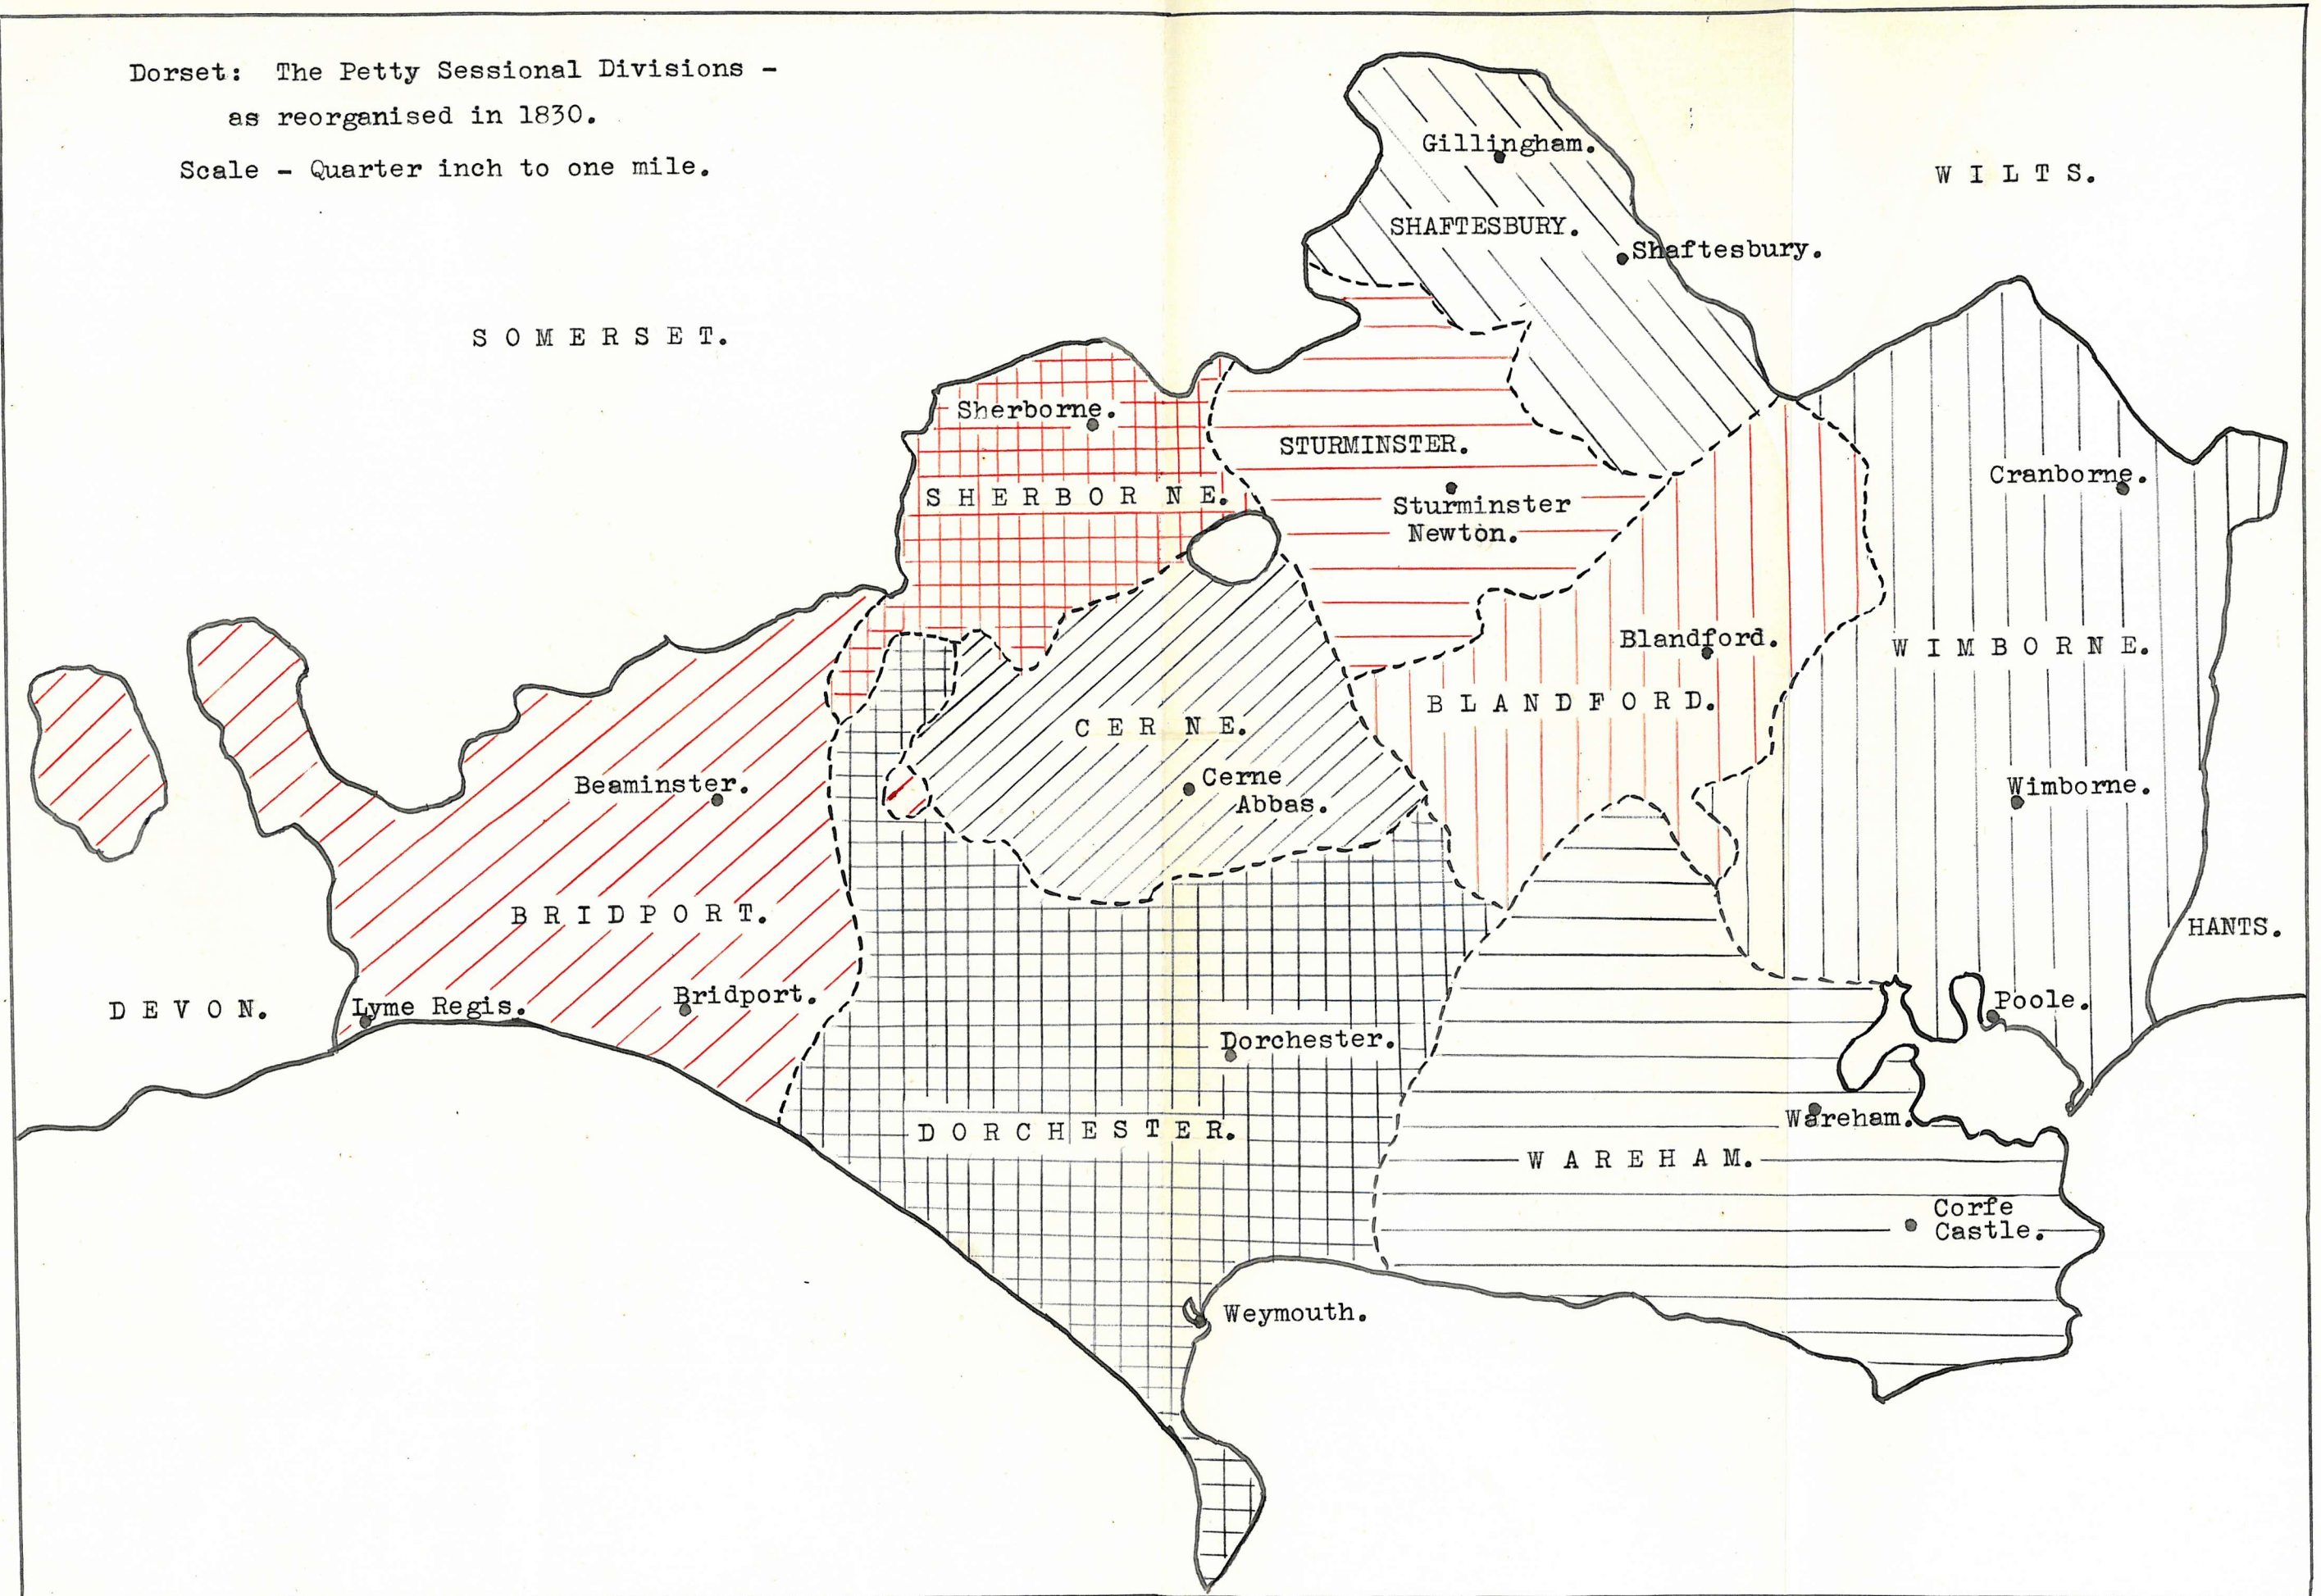 Dorset: The Petty Sessional Divisions -
as reorganised in 1830.
Scale - Quarter inch to one mile.
Gillingham.
WILTS.
SHAFTESBURY.
Shaftesbury.
SOMERSET.
Sherborne.
STURMINSTER.
Cranborne.
SHERBORNE.
Sturminster
Newton.
Blandford.
WIMBORNE.
BLANDFORD.
CERNE.
Beaminster.
Cerne
Abbas.
Wimborne.
BRIDPORT.
HANTS.
Bridport.
Poole.
DEVON.
Lyme Regis.
Dorchester.
Wareham.
DORCHESTER.
WAREHAM.
Corfe
Castle.
Weymouth.